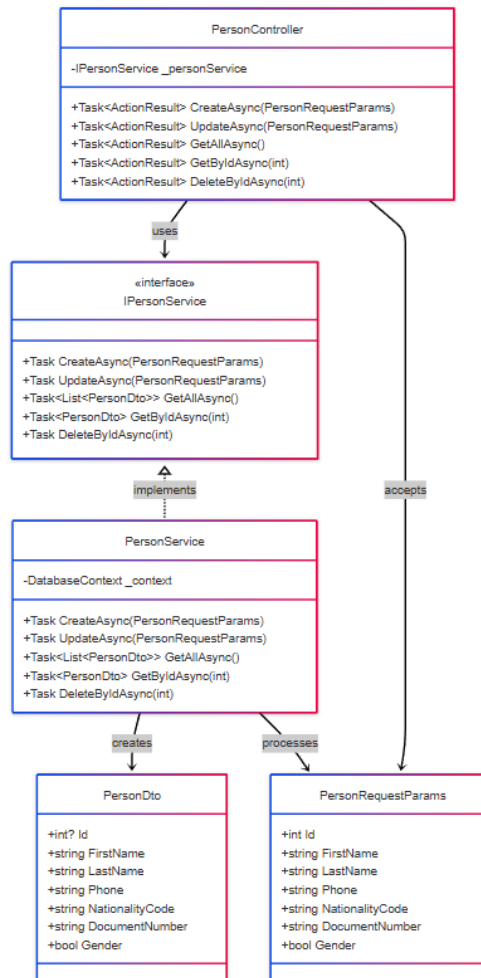 PersonController
-IPersonService _personService
+Task<ActionResult> CreateAsync(PersonRequestParams)
+Task<ActionResult> UpdateAsync(PersonRequestParams)
+Task<ActionResult> GetAllAsync()
+Task<ActionResult> GetByIdAsync(int)
+Task<ActionResult> DeleteByIdAsync(int)
uses
«interface»
IPersonService
+Task CreateAsync(PersonRequestParams)
+Task UpdateAsync(PersonRequestParams)
+Task<List<PersonDto>> GetAllAsync()
+Task<PersonDto> GetByIdAsync(int)
+Task DeleteByIdAsync(int)
implements
accepts
PersonService
-DatabaseContext _context
+Task CreateAsync(PersonRequestParams)
+Task UpdateAsync(PersonRequestParams)
+Task<List<PersonDto>> GetAllAsync()
+Task<PersonDto> GetByIdAsync(int)
+Task DeleteByIdAsync(int)
creates
processes
PersonDto
+int? Id
+string FirstName
+string LastName
+string Phone
+string NationalityCode
+string DocumentNumber
+bool Gender
PersonRequestParams
+int Id
+string FirstName
+string LastName
+string Phone
+string NationalityCode
+string DocumentNumber
+bool Gender